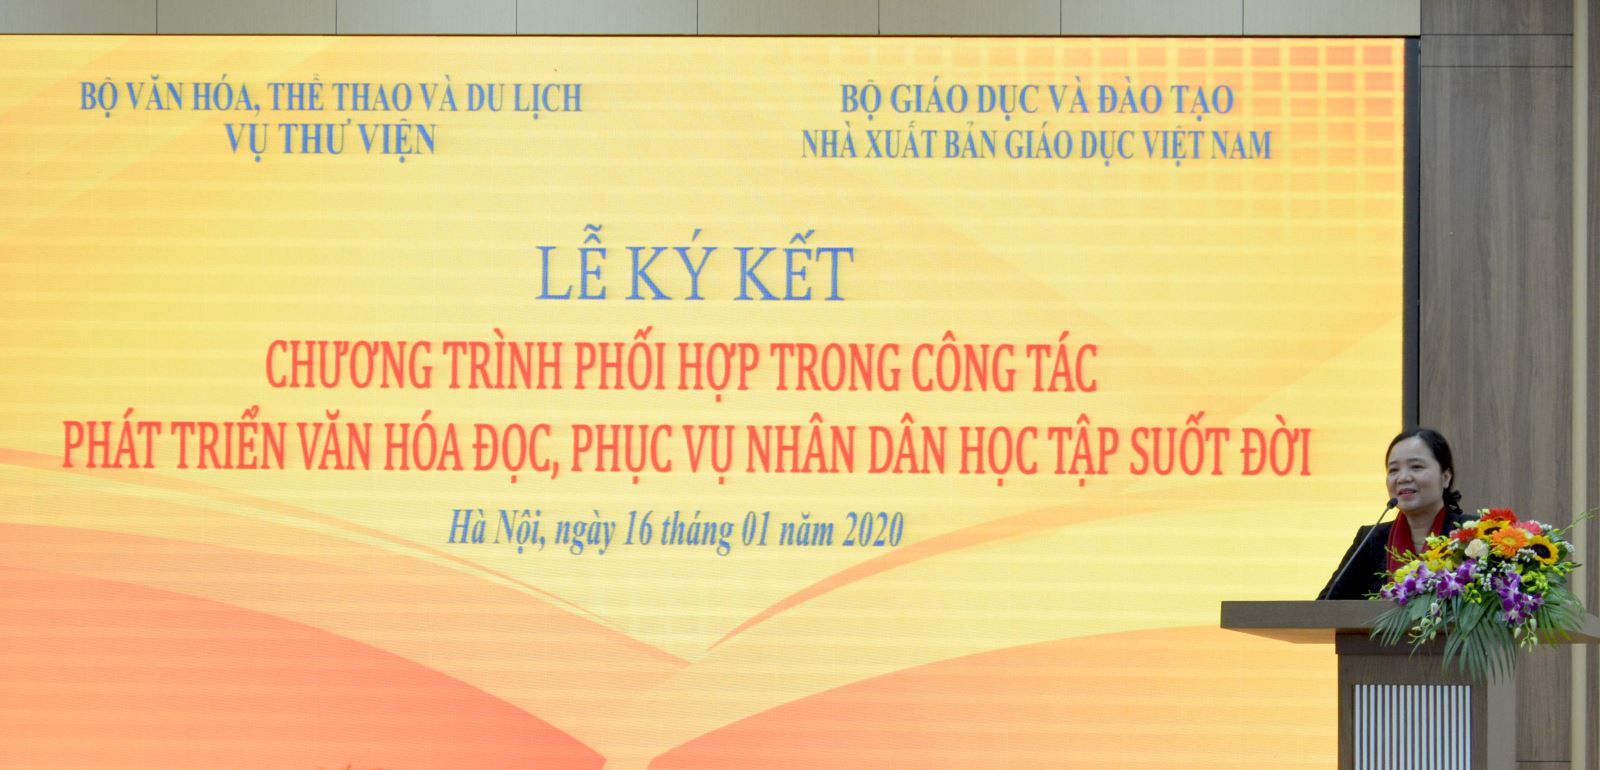 BỘ VĂN HÓA, THỂ THAO VÀ DU LỊCH
VỤ THƯ VIỆN
BỘ GIÁO DỤC VÀ ĐÀO TẠO
NHÀ XUẤT BẢN GIÁO DỤC VIỆT NAM
LỄ KÝ KẾT
CHƯƠNG TRÌNH PHỐI HỢP TRONG CÔNG TÁC
PHÁT TRIỂN VĂN HÓA ĐỌC, PHỤC VỤ NHÂN DÂN HỌC TẬP SUỐT ĐỜI
Hà Nội, ngày 16 tháng 01 năm 2020